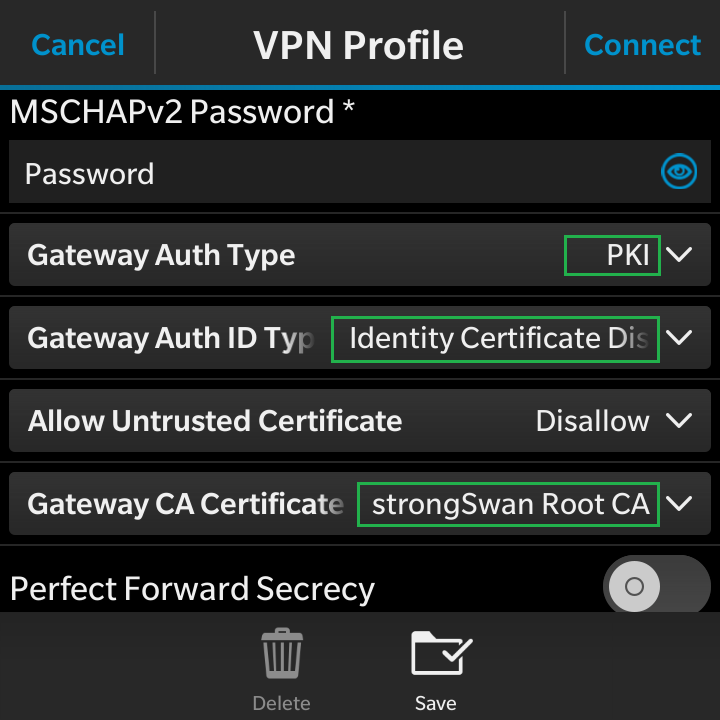 Cancel VPN Profile Connect
MSCHAPv2 Password *
Password
Gateway Auth Type PKI
Gateway Auth ID Typ Identity Certificate Dis
Allow Untrusted Certificate Disallow
Gateway CA Certificate strongSwan Root CA
Perfect Forward Secrecy
Delete Save